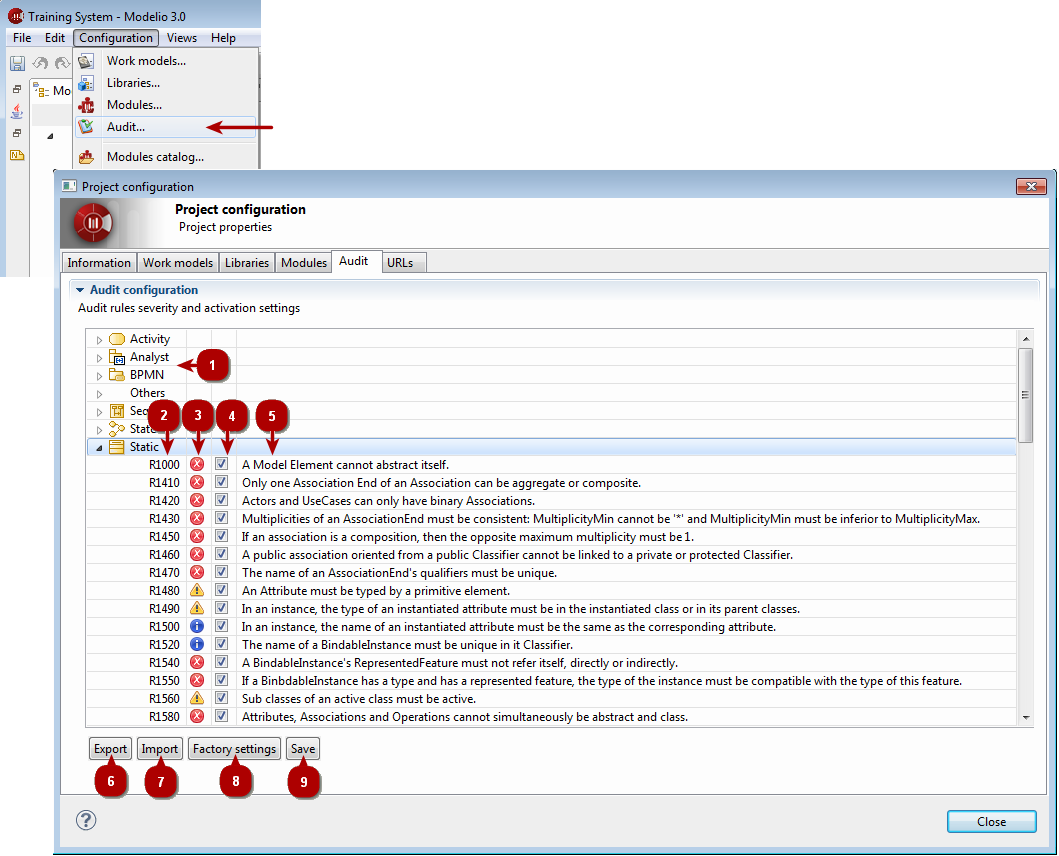 Training System - Modelio 3.0
File Edit Configuration Views Help
Work models...
Mo
Libraries...
Modules...
Audit...
Modules catalog...
Project configuration
Project configuration
Project properties
Information Work models Libraries Modules Audit URLs
Audit configuration
Audit rules severity and activation settings
Activity
Analyst
1
BPMN
Others
Seq
2 3 4 5
State
Static
R1000 A Model Element cannot abstract itself.
R1410 Only one Association End of an Association can be aggregate or composite.
R1420 Actors and UseCases can only have binary Associations.
R1430 Multiplicities of an AssociationEnd must be consistent: MultiplicityMin cannot be '*' and MultiplicityMin must be inferior to MultiplicityMax.
R1450 If an association is a composition, then the opposite maximum multiplicity must be 1.
R1460 A public association oriented from a public Classifier cannot be linked to a private or protected Classifier.
R1470 The name of an AssociationEnd's qualifiers must be unique.
R1480 An Attribute must be typed by a primitive element.
R1490 In an instance, the type of an instantiated attribute must be in the instantiated class or in its parent classes.
R1500 In an instance, the name of an instantiated attribute must be the same as the corresponding attribute.
R1520 The name of a BindableInstance must be unique in it Classifier.
R1540 A BindableInstance's RepresentedFeature must not refer itself, directly or indirectly.
R1550 If a BinbdableInstance has a type and has a represented feature, the type of the instance must be compatible with the type of this feature.
R1560 Sub classes of an active class must be active.
R1580 Attributes, Associations and Operations cannot simultaneously be abstract and class.
Export Import Factory settings Save
6 7 8 9
Close